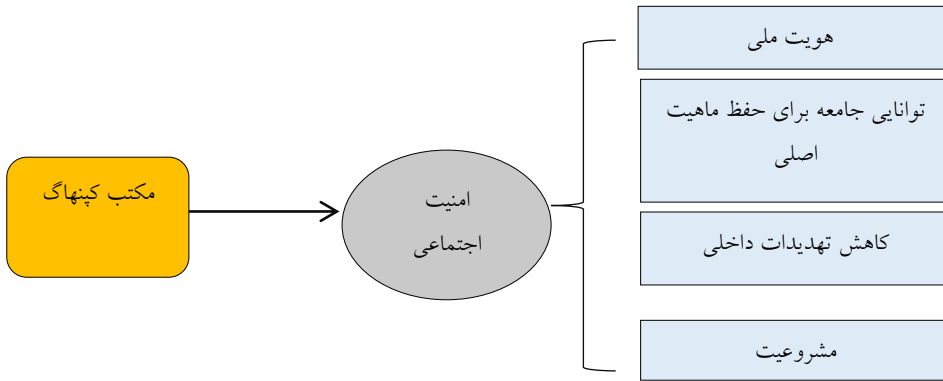 هویت ملی
توانایی جامعه برای حفظ ماهیت
اصلی
مکتب کپنهاگ
امنیت
اجتماعی
کاهش تهدیدات داخلی
مشروعیت